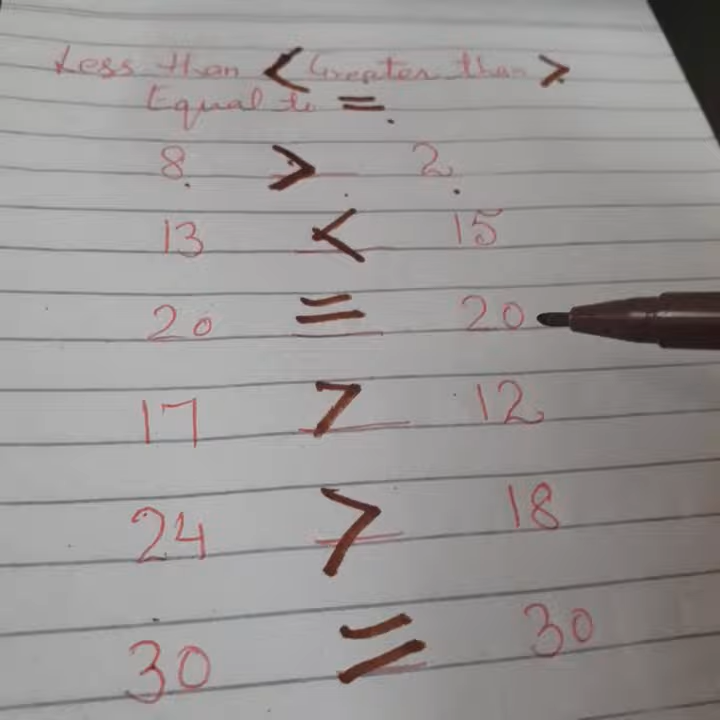 Less than < Greater than >
Equal to =
8 > 2
13 < 15
20 = 20
17 > 12
24 > 18
30 = 30